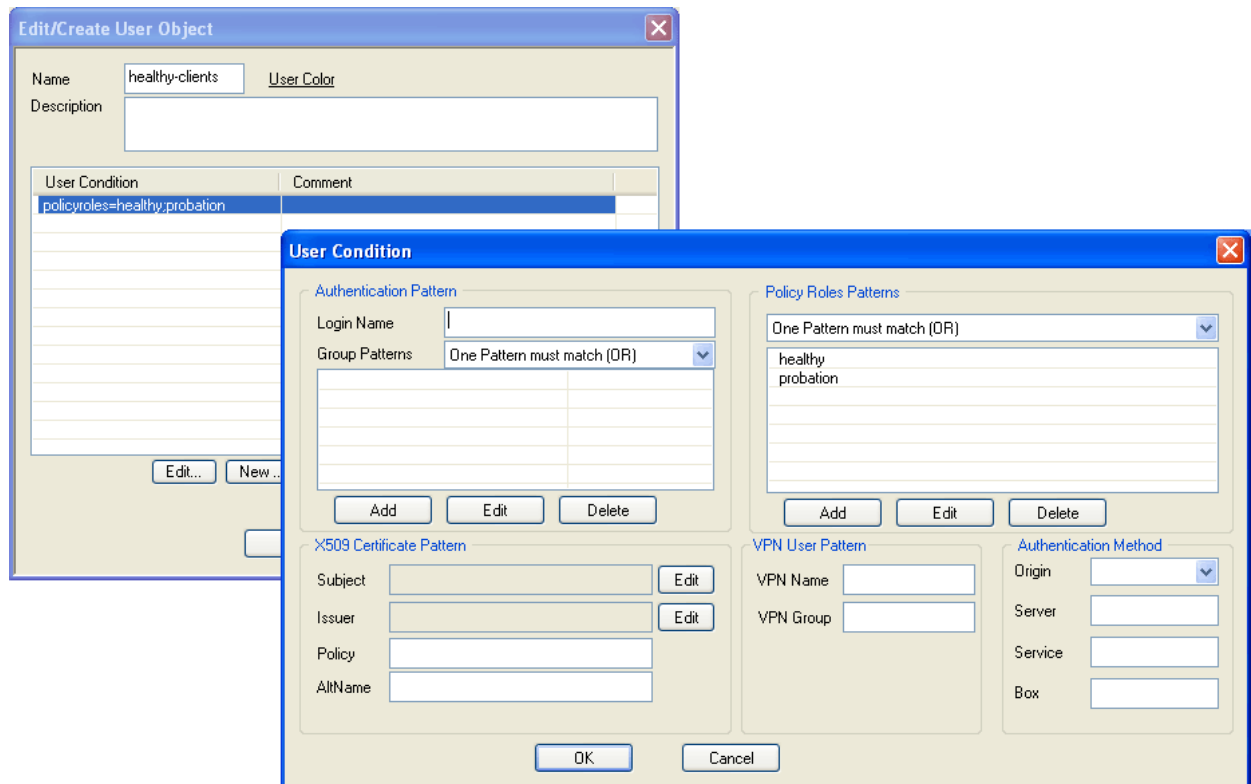 Edit/Create User Object
Name healthy-clients User Color
Description
User Condition Comment
policyroles=healthy;probation
Edit... New ..
User Condition
Authentication Pattern
Login Name
Group Patterns One Pattern must match (OR)
Add Edit Delete
Policy Roles Patterns
One Pattern must match (OR)
healthy
probation
Add Edit Delete
X509 Certificate Pattern
Subject Edit
Issuer Edit
Policy
AltName
VPN User Pattern
VPN Name
VPN Group
Authentication Method
Origin
Server
Service
Box
OK Cancel